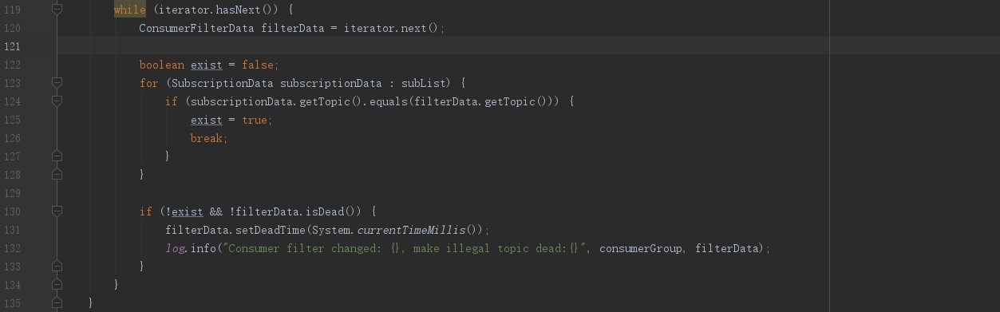 119 while (iterator.hasNext()) {
120 ConsumerFilterData filterData = iterator.next();
121
122 boolean exist = false;
123 for (SubscriptionData subscriptionData : subList) {
124 if (subscriptionData.getTopic().equals(filterData.getTopic())) {
125 exist = true;
126 break;
127 }
128 }
129
130 if (!exist && !filterData.isDead()) {
131 filterData.setDeadTime(System.currentTimeMillis());
132 log.info("Consumer filter changed: {}, make illegal topic dead:{}", consumerGroup, filterData);
133 }
134 }
135 }